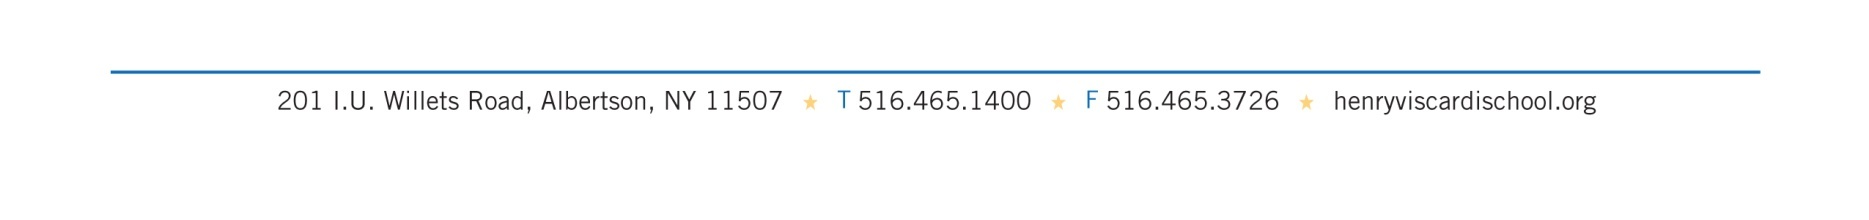 201 I.U. Willets Road, Albertson, NY 11507 ★ T 516.465.1400 ★ F 516.465.3726 ★ henryviscardischool.org